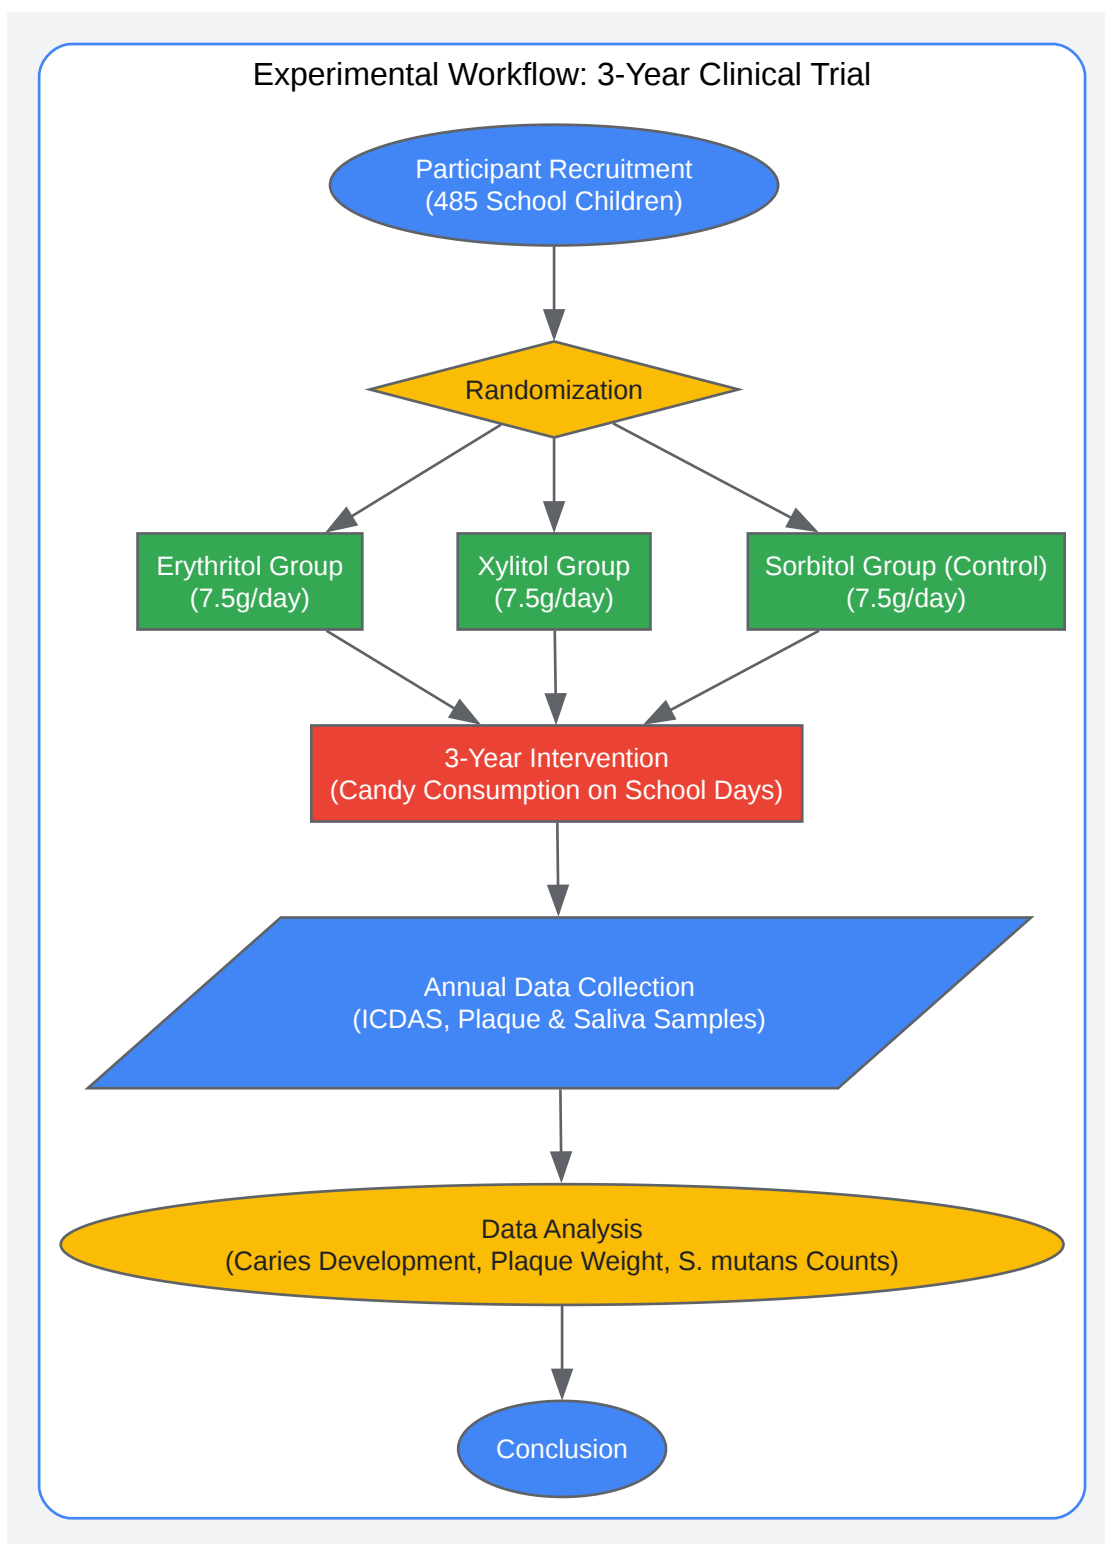 Experimental Workflow: 3-Year Clinical Trial
Participant Recruitment
(485 School Children)
Randomization
Erythritol Group
(7.5g/day)
Xylitol Group
(7.5g/day)
Sorbitol Group (Control)
(7.5g/day)
3-Year Intervention
(Candy Consumption on School Days)
Annual Data Collection
(ICDAS, Plaque & Saliva Samples)
Data Analysis
(Caries Development, Plaque Weight, S. mutans Counts)
Conclusion